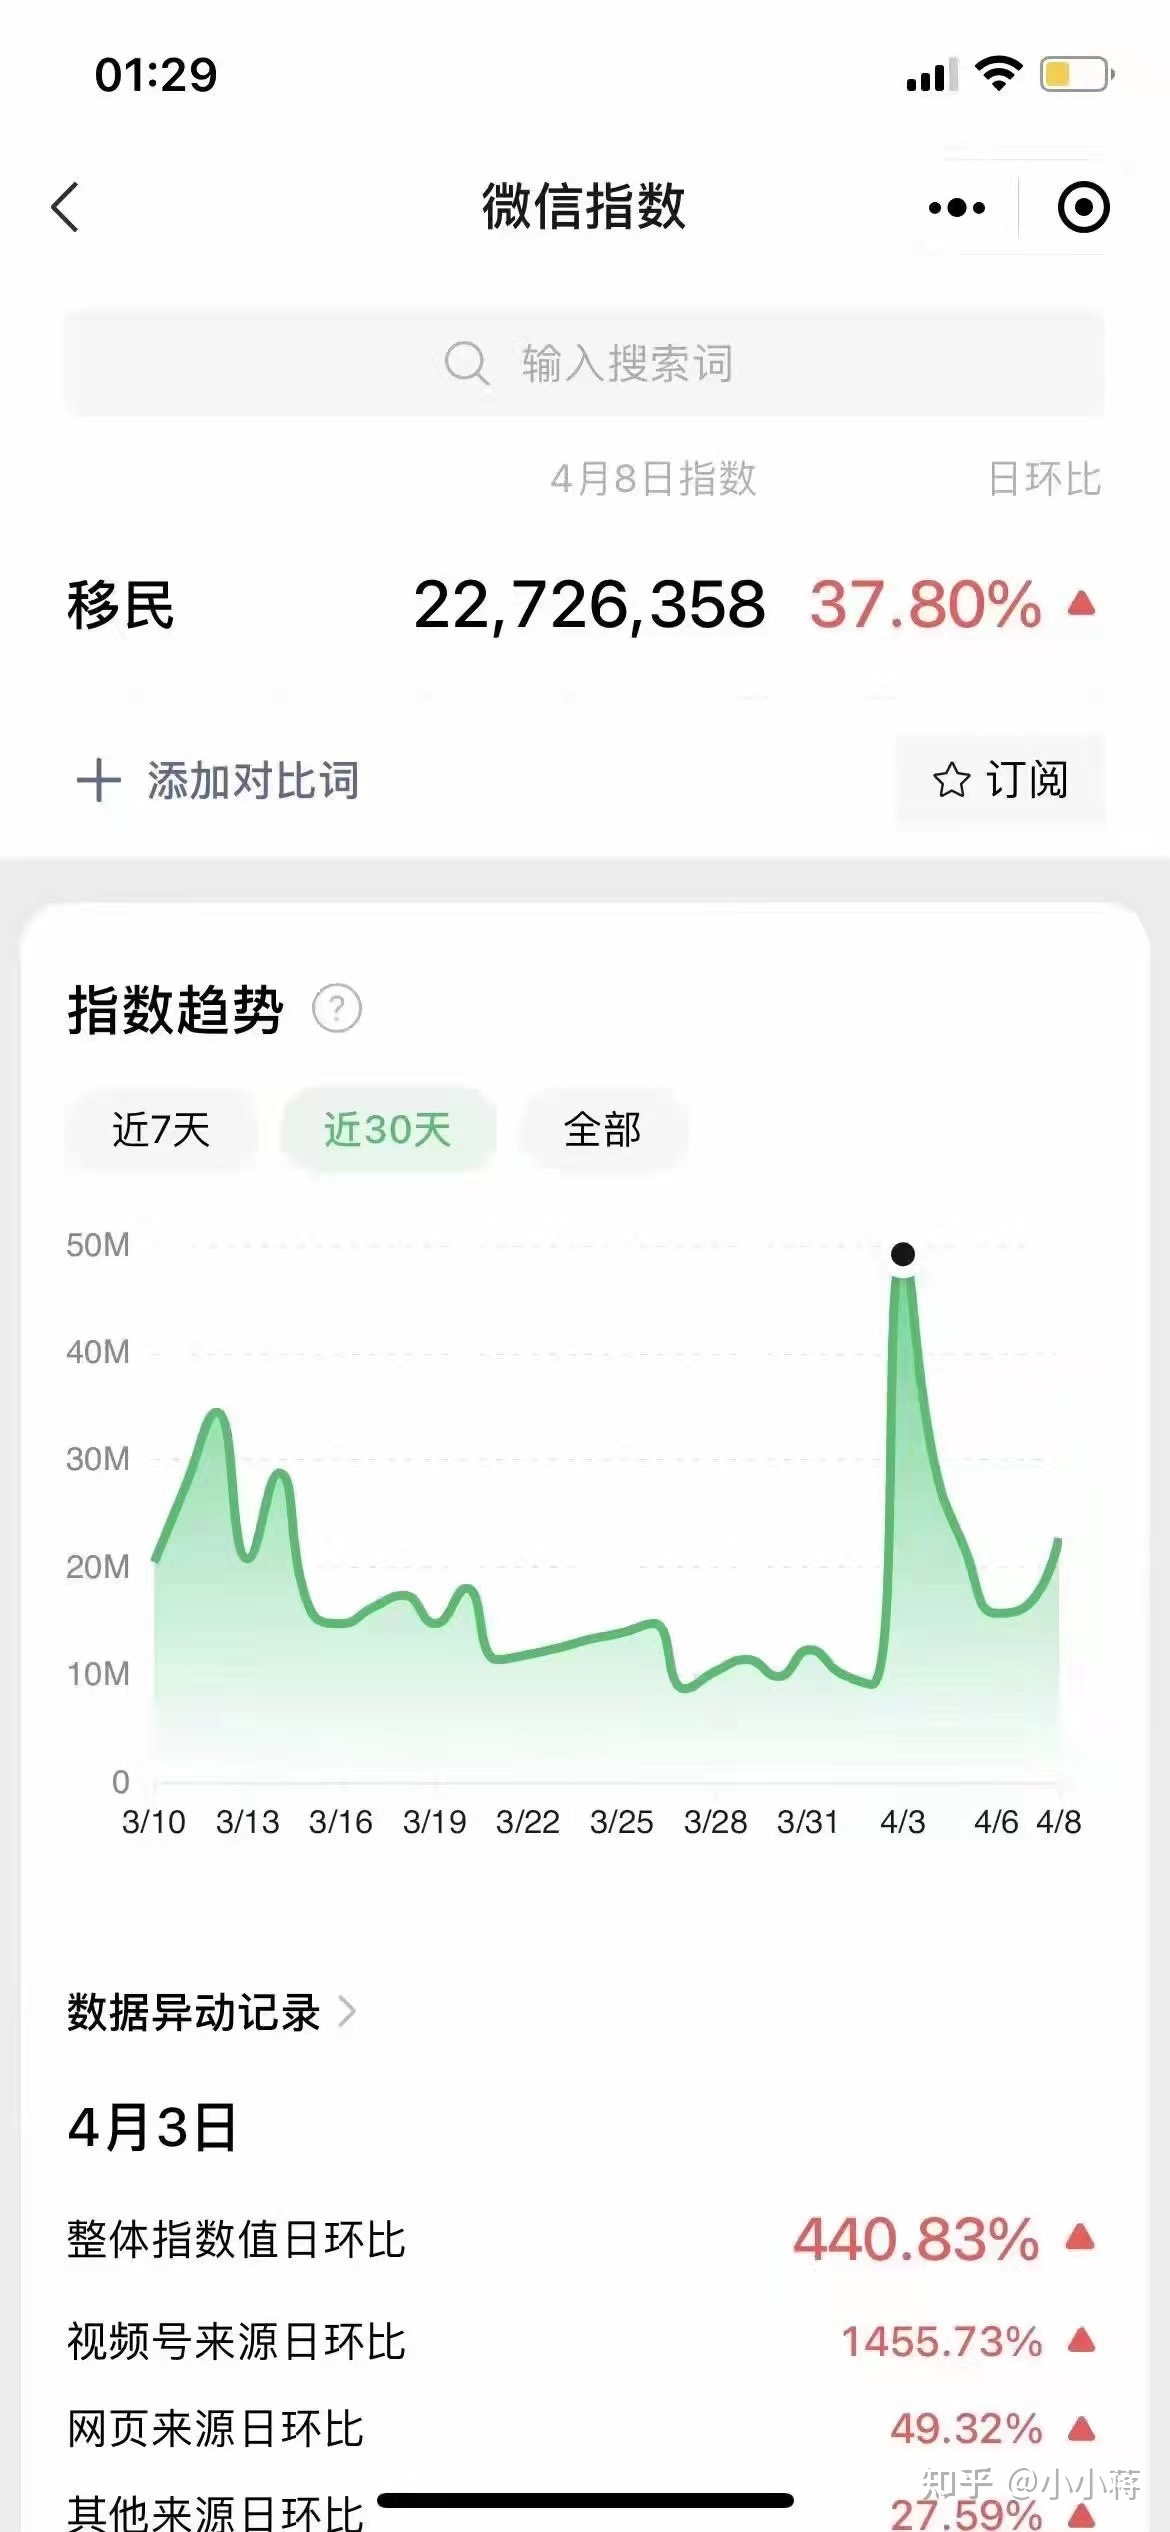 01:29
微信指数
输入搜索词
4月8日指数 日环比
移民 22,726,358 37.80%
添加对比词 订阅
指数趋势 ?
近7天 近30天 全部
50M
40M
30M
20M
10M
0
3/10 3/13 3/16 3/19 3/22 3/25 3/28 3/31 4/3 4/6 4/8
数据异动记录
4月3日
整体指数值日环比 440.83%
视频号来源日环比 1455.73%
网页来源日环比 49.32%
知乎 @小小蒋
其他来源日环比 27.59%